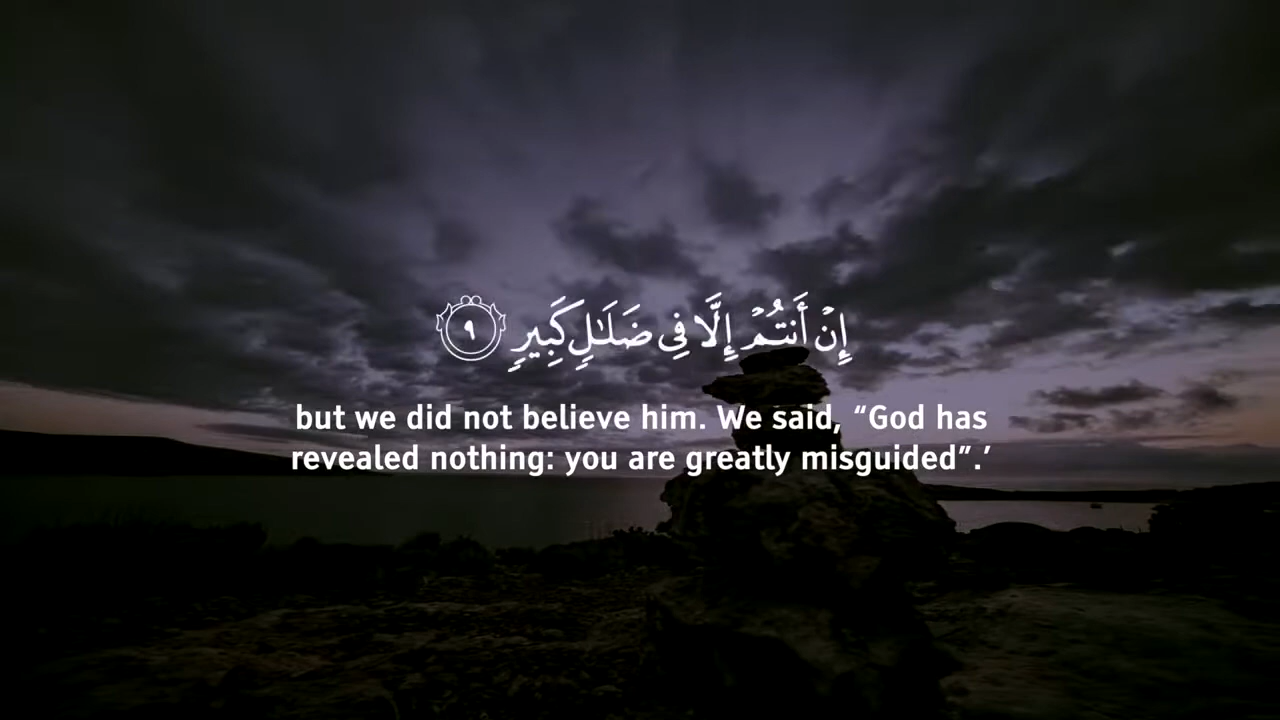 إِنْ أَنتُمْ إِلَّا فِى ضَلَـٰلٍ كَبِيرٍ ٩
but we did not believe him. We said, “God has
revealed nothing: you are greatly misguided”.’